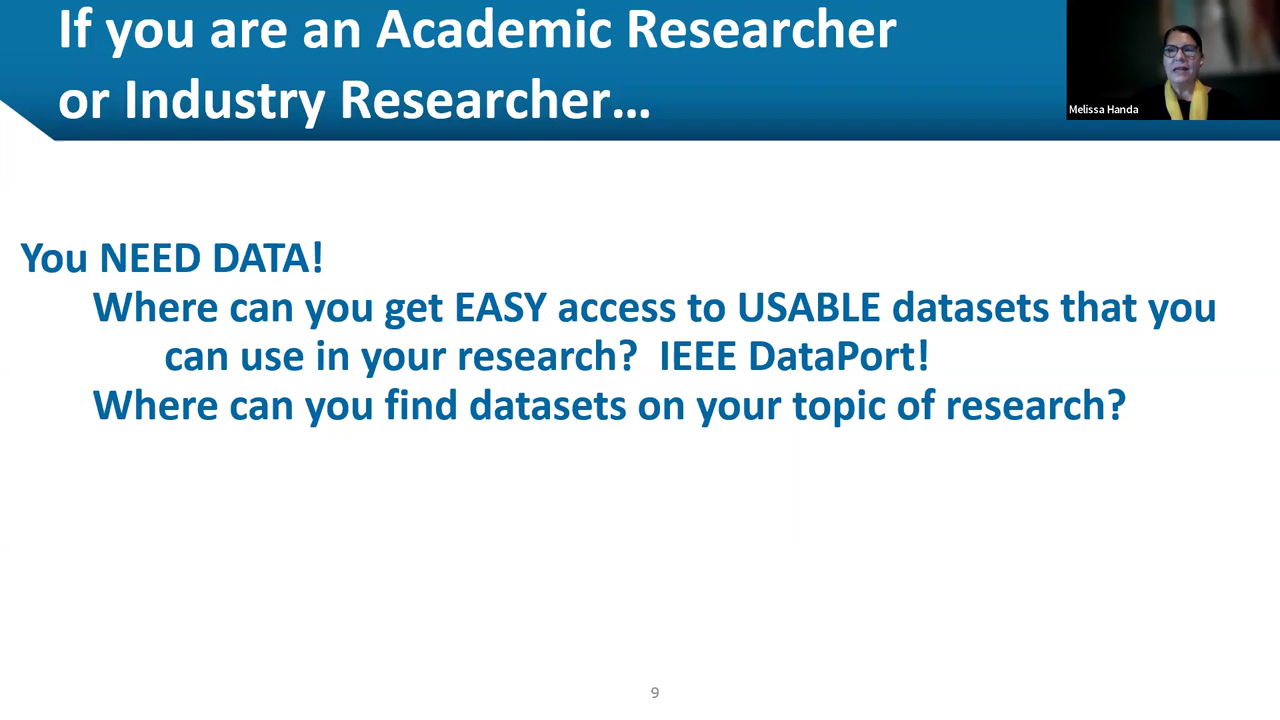 If you are an Academic Researcher
or Industry Researcher...
Melissa Handa
You NEED DATA!
Where can you get EASY access to USABLE datasets that you
can use in your research?  IEEE DataPort!
Where can you find datasets on your topic of research?
9